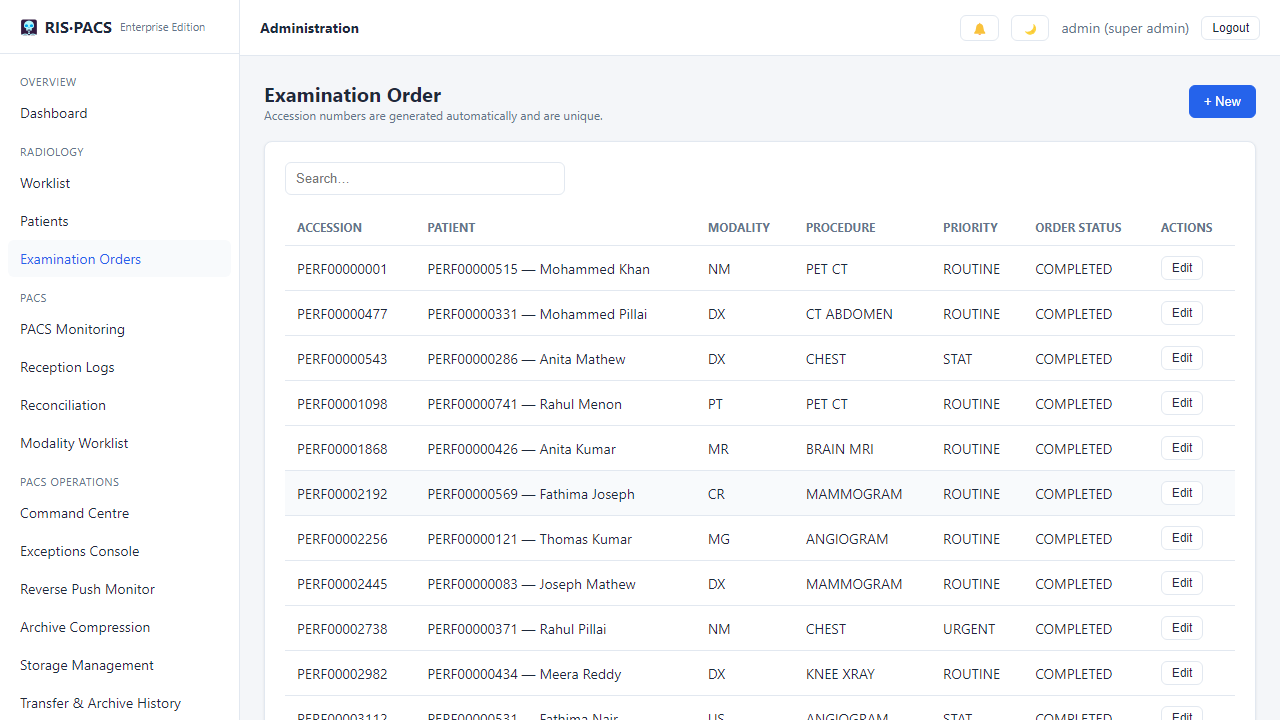 RIS·PACS Enterprise Edition
OVERVIEW
Dashboard
RADIOLOGY
Worklist
Patients
Examination Orders
PACS
PACS Monitoring
Reception Logs
Reconciliation
Modality Worklist
PACS OPERATIONS
Command Centre
Exceptions Console
Reverse Push Monitor
Archive Compression
Storage Management
Transfer & Archive History
Administration
admin (super admin)
Logout
Examination Order
Accession numbers are generated automatically and are unique.
+ New
Search...
ACCESSION PATIENT MODALITY PROCEDURE PRIORITY ORDER STATUS ACTIONS
PERF00000001 PERF00000515 — Mohammed Khan NM PET CT ROUTINE COMPLETED Edit
PERF00000477 PERF00000331 — Mohammed Pillai DX CT ABDOMEN ROUTINE COMPLETED Edit
PERF00000543 PERF00000286 — Anita Mathew DX CHEST STAT COMPLETED Edit
PERF00001098 PERF00000741 — Rahul Menon PT PET CT ROUTINE COMPLETED Edit
PERF00001868 PERF00000426 — Anita Kumar MR BRAIN MRI ROUTINE COMPLETED Edit
PERF00002192 PERF00000569 — Fathima Joseph CR MAMMOGRAM ROUTINE COMPLETED Edit
PERF00002256 PERF00000121 — Thomas Kumar MG ANGIOGRAM ROUTINE COMPLETED Edit
PERF00002445 PERF00000083 — Joseph Mathew DX MAMMOGRAM ROUTINE COMPLETED Edit
PERF00002738 PERF00000371 — Rahul Pillai NM CHEST URGENT COMPLETED Edit
PERF00002982 PERF00000434 — Meera Reddy DX KNEE XRAY ROUTINE COMPLETED Edit
PERF00003112 PERF00000531 — Fathima Nair US ANGIOGRAM STAT COMPLETED Edit